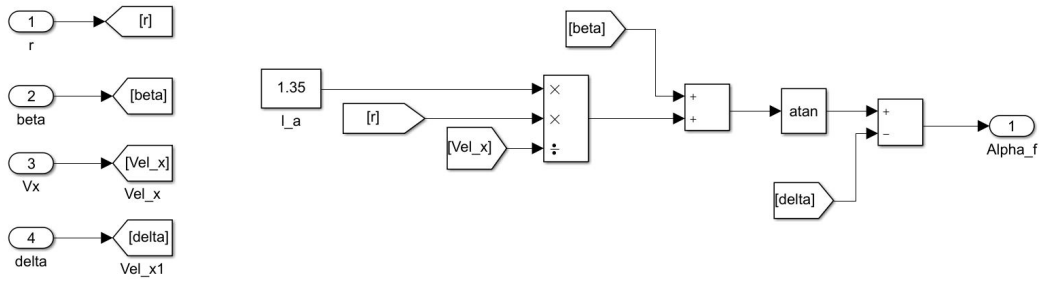 1
[r]
r
2
[beta]
beta
3
[Vel_x]
Vx
Vel_x
4
[delta]
delta
Vel_x1
[beta]
1.35
l_a
×
[r]
×
[Vel_x]
÷
+
+
atan
+
−
[delta]
1
Alpha_f